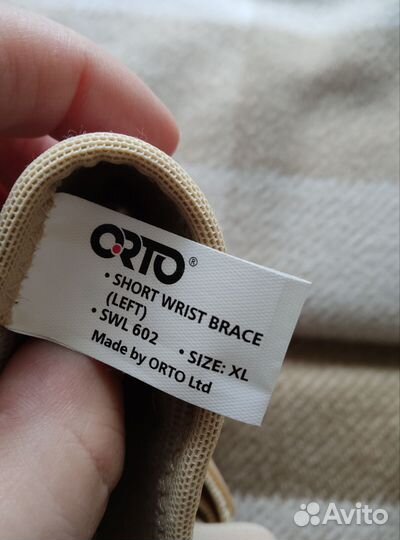 ORTO®
• SHORT WRIST BRACE
(LEFT)
• SWL 602 • SIZE: XL
Made by ORTO Ltd
Avito